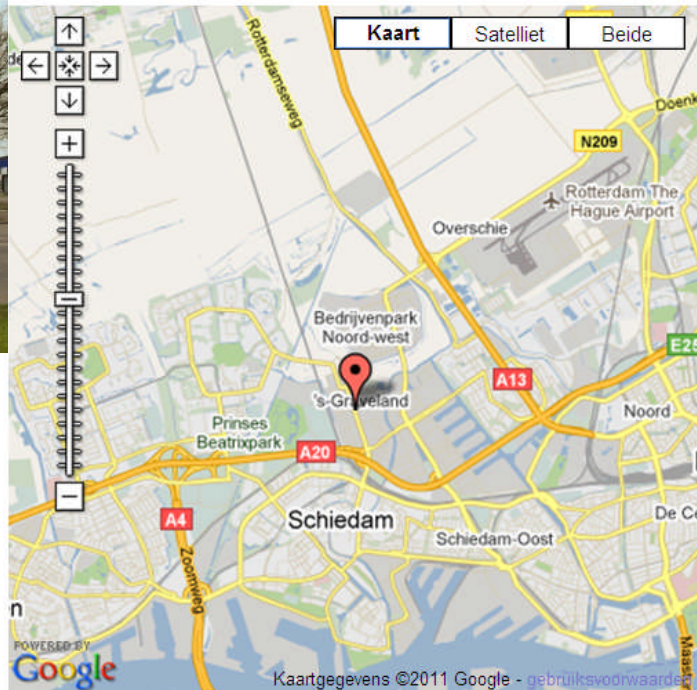 Kaart
Satelliet
Beide
Rotterdamseweg
Doenk
N209
Rotterdam The
Hague Airport
Overschie
Bedrijvenpark
Noord-west
E25
A13
's-Graveland
Noord
Prinses
Beatrixpark
A20
A4
Schiedam
De Co
Schiedam-Oost
Zoomweg
en
Maas
POWERED BY
Google
Kaartgegevens ©2011 Google - gebruiksvoorwaarden